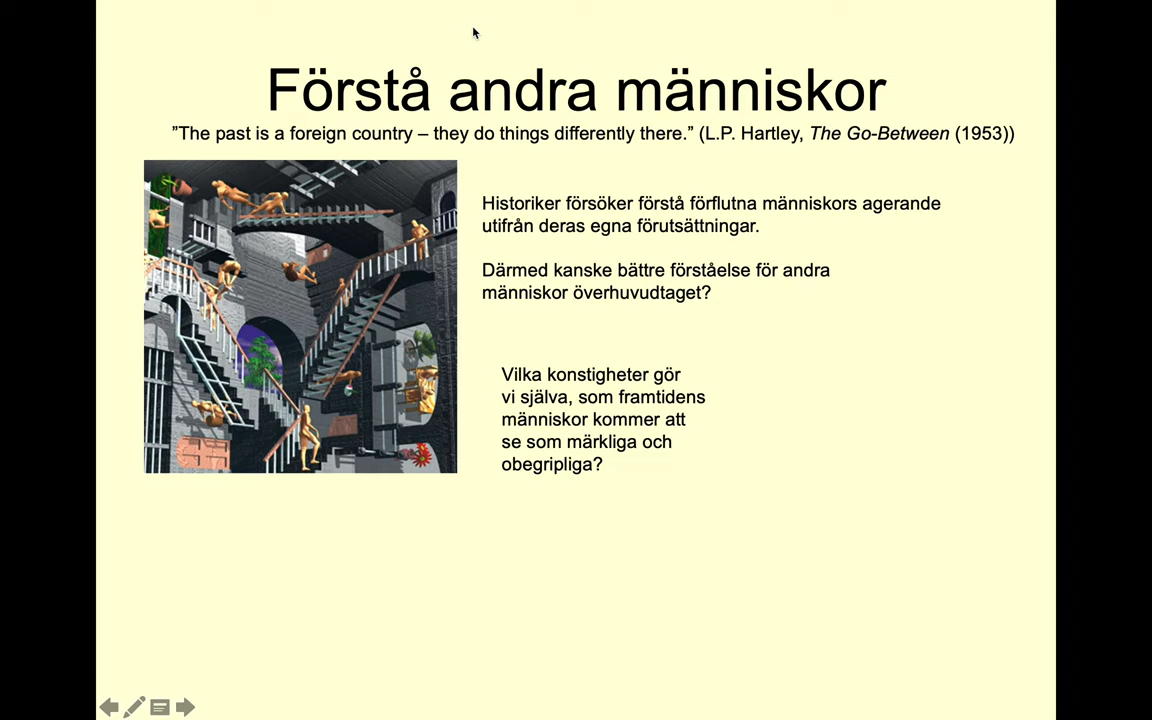 Förstå andra människor
”The past is a foreign country – they do things differently there.” (L.P. Hartley, The Go-Between (1953))
Historiker försöker förstå förflutna människors agerande
utifrån deras egna förutsättningar.
Därmed kanske bättre förståelse för andra
människor överhuvudtaget?
Vilka konstigheter gör
vi själva, som framtidens
människor kommer att
se som märkliga och
obegripliga?